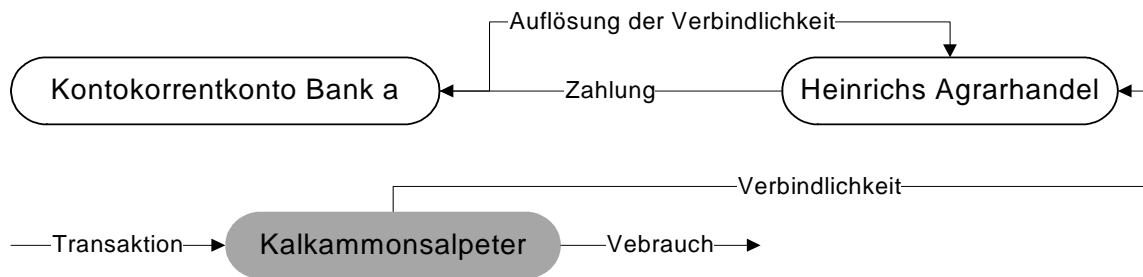 Auflösung der Verbindlichkeit
Kontokorrentkonto Bank a
Zahlung
Heinrichs Agrarhandel
Verbindlichkeit
Transaktion
Kalkammonsalpeter
Vebrauch